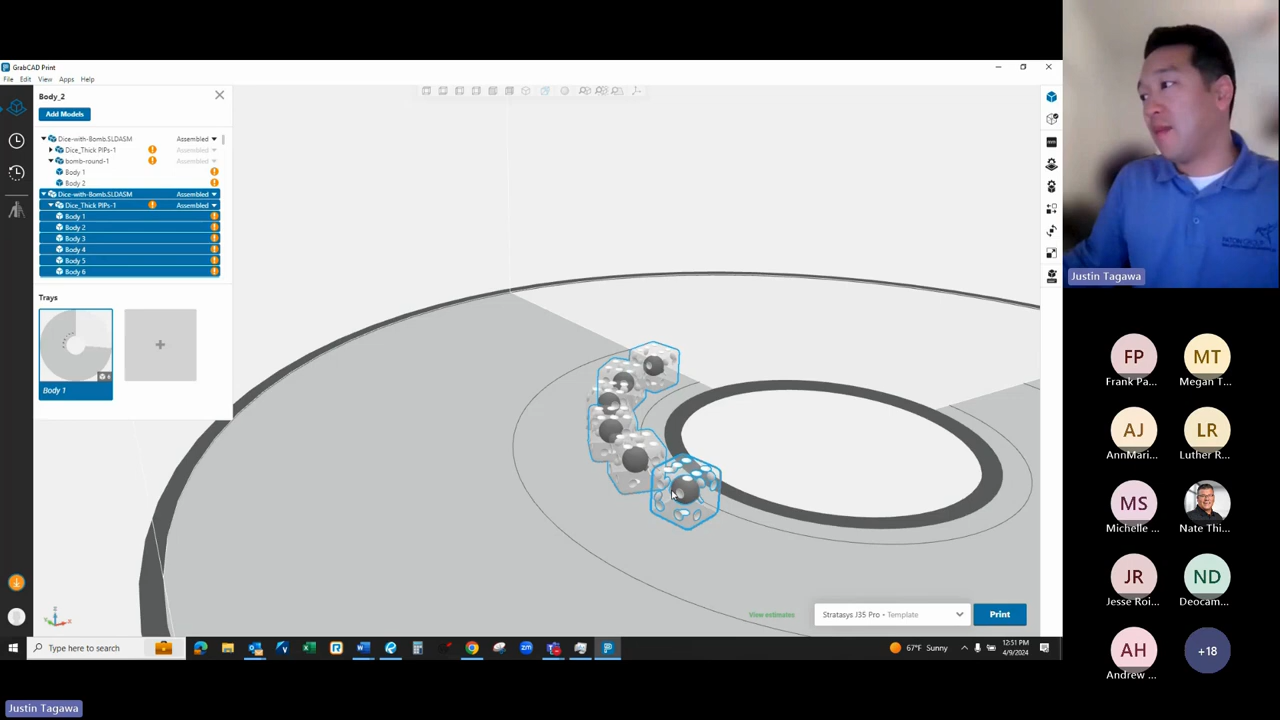 GrabCAD Print
File Edit View Apps Help
Body_2
Add Models
Dice-with-Bomb.SLDASM Assembled
Dice_Thick PIPs-1 Assembled
bomb-round-1 Assembled
Body 1
Body 2
Dice-with-Bomb.SLDASM Assembled
Dice_Thick PIPs-1 Assembled
Body 1
Body 2
Body 3
Body 4
Body 5
Body 6
Trays
Body 1
View estimates
Stratasys J35 Pro - Template
Print
Type here to search
67°F Sunny
12:51 PM
4/9/2024
Justin Tagawa
FP
Frank Pa...
MT
Megan T...
AJ
AnnMari...
LR
Luther R...
MS
Michelle ...
Nate Thi...
JR
Jesse Roi...
ND
Deocam...
AH
Andrew ...
+18
Justin Tagawa